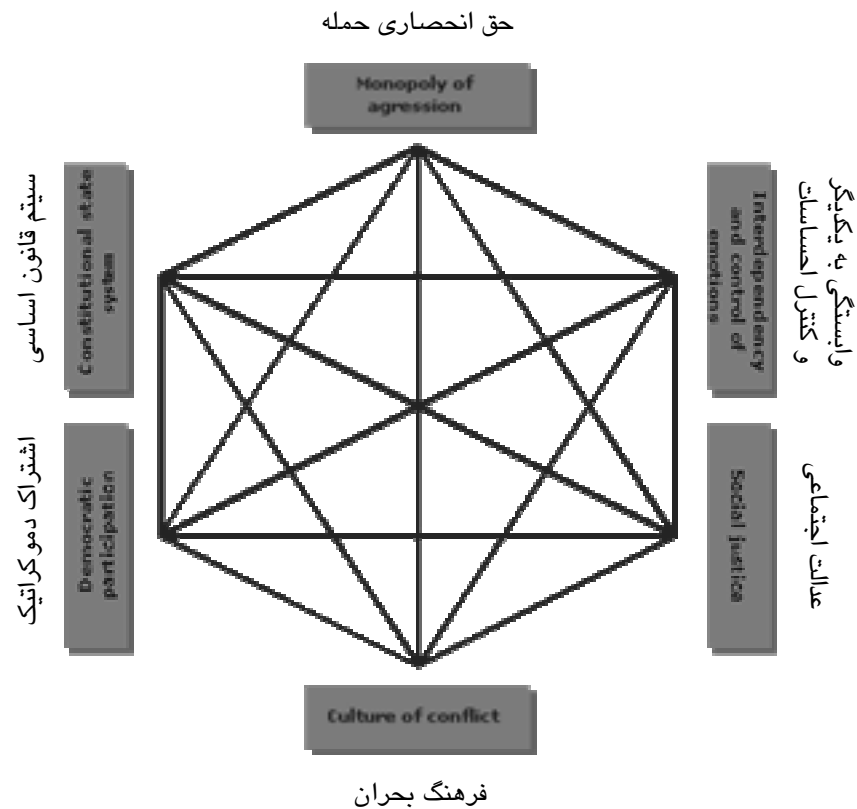 حق انحصاری حمله
Monopoly of
agression
سیتم قانون اساسی
Constitutional state
system
Interdependency
and control of
emotions
وابستگی به یکدیگر
و کنترل احساسات
اشتراک دموکراتیک
Democratic
participation
Social justice
عدالت اجتماعی
Culture of conflict
فرهنگ بحران